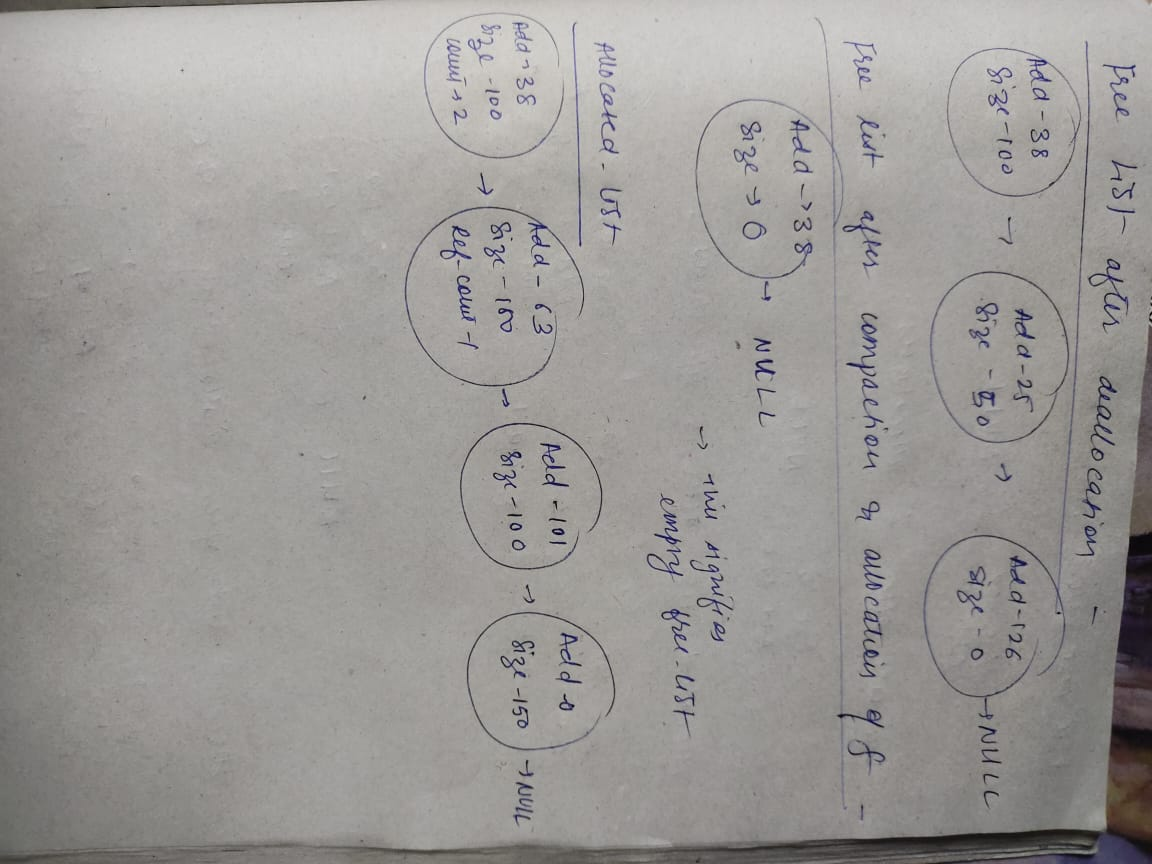 Free List after deallocation :-
Add - 38
Size - 100
→
Add - 25
Size - 50
→
Add - 126
Size - 0
→ NULL
Free list after compaction & allocation of f -
Add → 38
Size → 0
→ NULL
→ this signifies
empty free-list
Allocated - List
Add → 38
Size - 100
count → 2
→
Add - 63
Size - 150
Ref-count - 1
→
Add - 101
Size - 100
→
Add 0
Size - 150
→ NULL